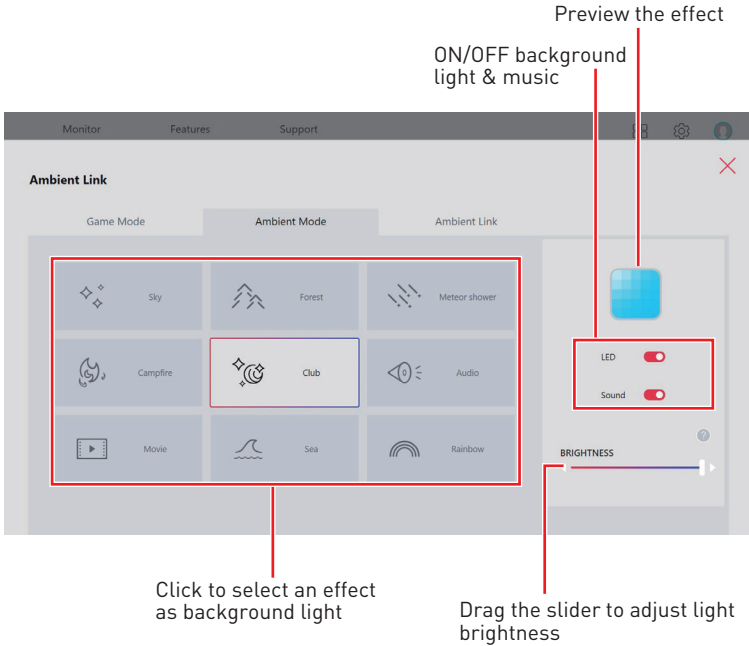 Preview the effect
ON/OFF background
light & music
Monitor
Features
Support
Ambient Link
Game Mode
Ambient Mode
Ambient Link
Sky
Forest
Meteor shower
Campfire
Club
Audio
Movie
Sea
Rainbow
LED
Sound
?
BRIGHTNESS
Click to select an effect
as background light
Drag the slider to adjust light
brightness